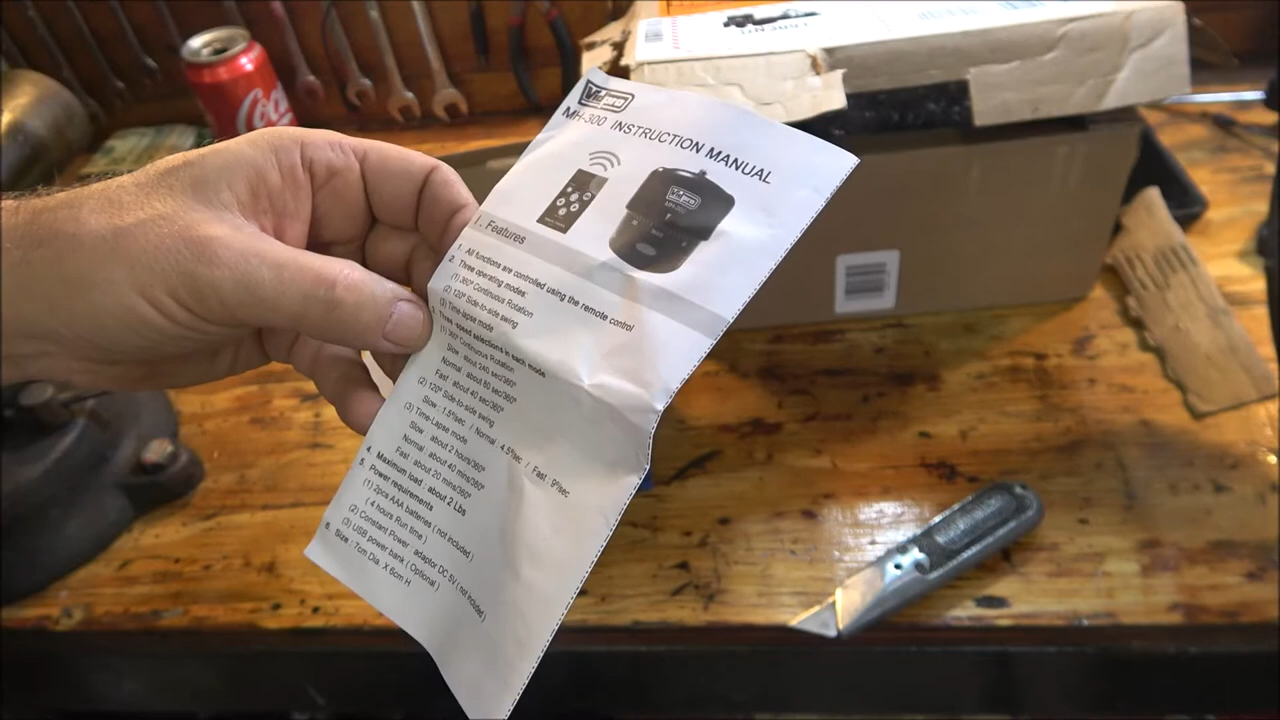 Coca-Cola
Vidpro
MH-300 INSTRUCTION MANUAL
Vidpro
MH-300
1. Features
1. All functions are controlled using the remote control
2. Three operating modes:
(1) 360° Continuous Rotation
(2) 120° Side-to-side swing
(3) Time-lapse mode
3. Three speed selections in each mode
(1) 360° Continuous Rotation
Slow : about 240 sec/360°
Normal : about 80 sec/360°
Fast : about 40 sec/360°
(2) 120° Side-to-side swing
Slow : 1.5°/sec / Normal : 4.5°/sec / Fast : 9°/sec
(3) Time-Lapse mode
Slow : about 2 hours/360°
Normal : about 40 mins/360°
Fast : about 20 mins/360°
4. Maximum load : about 2 Lbs
5. Power requirements
(1) 2pcs AAA batteries ( not included )
( 4 hours Run time )
(2) Constant Power adaptor DC 5V ( not included )
(3) USB power bank ( Optional )
6. Size : 7cm Dia. X 6cm H